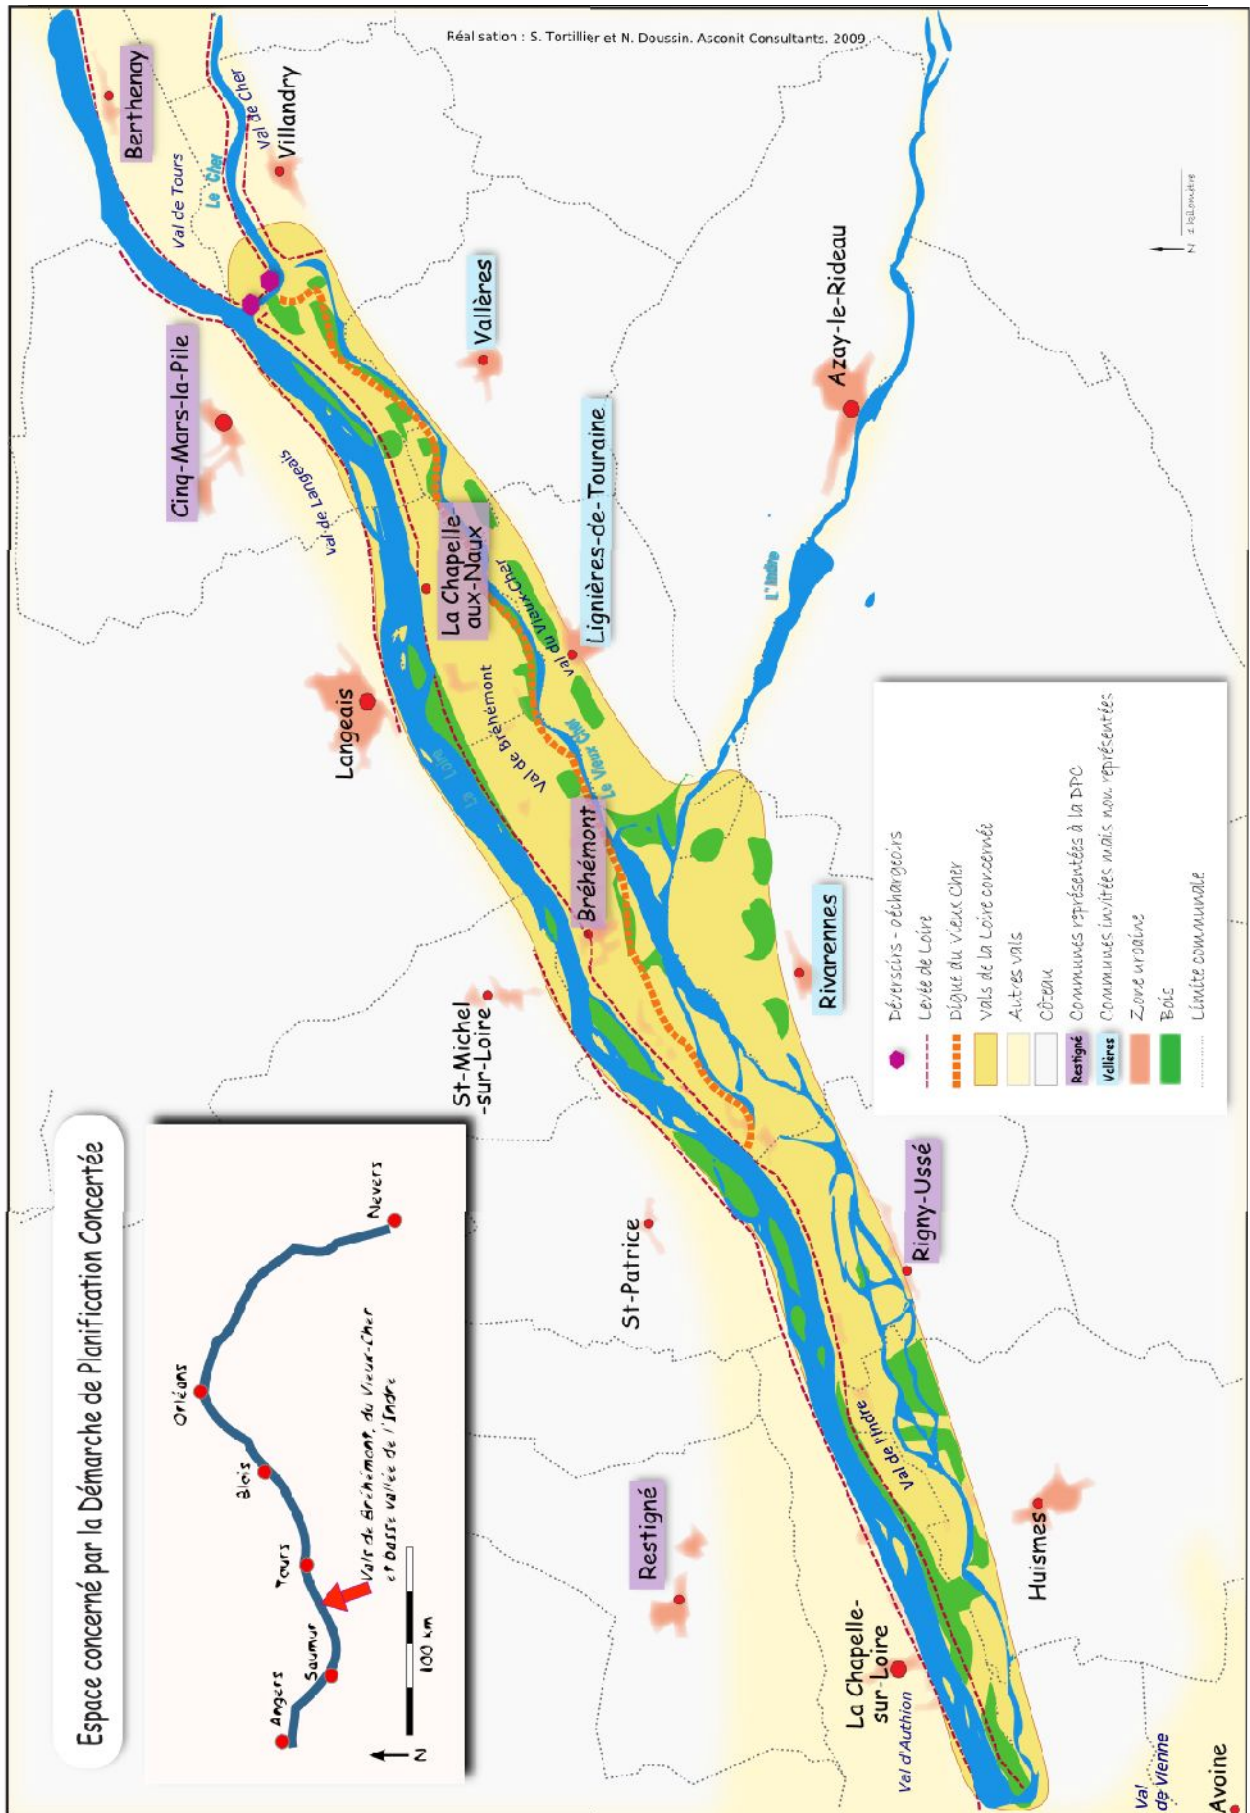 Espace concerné par la Démarche de Planification Concertée
Angers
Saumur
Tours
Blois
Orléans
Nevers
Vals de Bréhémont, du Vieux-Cher
et basse vallée de l'Indre
N
100 km
Réalisation : S. Tortillier et N. Doussin. Asconit Consultants. 2009
Berthenay
Val de Tours
Le Cher
Val de Cher
Villandry
Cinq-Mars-la-Pile
Val de Langeais
Vallères
Langeais
La Chapelle
aux-Naux
Lignières-de-Touraine
Val du Vieux-Cher
Azay-le-Rideau
L'Indre
La Loire
Val de Bréhémont
Le Vieux Cher
Bréhémont
St-Michel
-sur-Loire
Rivarennes
St-Patrice
Rigny-Ussé
Restigné
Val de l'Indre
Huismes
La Chapelle-
sur-Loire
Val d'Authion
Val
de Vienne
Avoine
N
2 kilomètre
Déversoirs - déchargeoirs
Levée de Loire
Digue du Vieux Cher
Vals de la Loire concernée
Autres vals
Côteau
Restigné Communes représentées à la DPC
Vallères Communes invitées mais non représentées
Zone urbaine
Bois
Limite communale